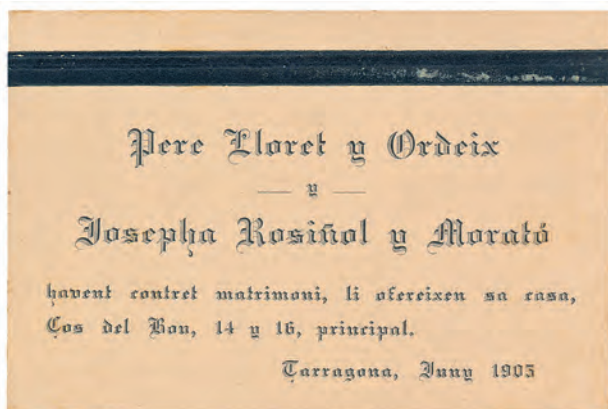 Pere Lloret y Ordeix
— y —
Josepha Rosiñol y Morató
havent contret matrimoni, li ofereixen sa casa,
Cos del Bou, 14 y 16, principal.
Tarragona, Juny 1905